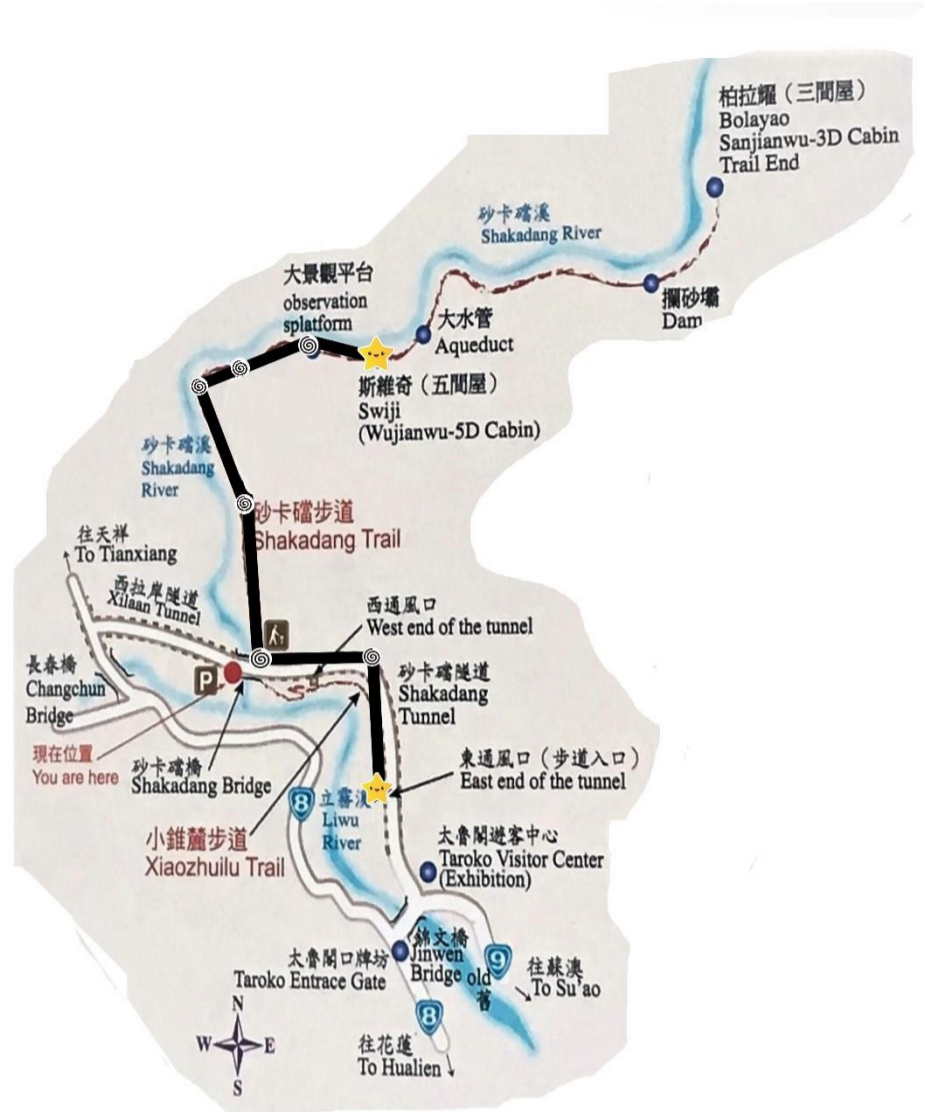 柏拉耀（三間屋）
Bolayao
Sanjianwu-3D Cabin
Trail End
砂卡礑溪
Shakadang River
大景觀平台
observation
splatform
攔砂壩
Dam
大水管
Aqueduct
斯維奇（五間屋）
Swiji
(Wujianwu-5D Cabin)
砂卡礑溪
Shakadang
River
砂卡礑步道
Shakadang Trail
往天祥
To Tianxiang
西拉岸隧道
Xilaan Tunnel
西通風口
West end of the tunnel
長春橋
Changchun
Bridge
P
砂卡礑隧道
Shakadang
Tunnel
現在位置
You are here
砂卡礑橋
Shakadang Bridge
東通風口（步道入口）
East end of the tunnel
8
立霧溪
Liwu
River
小錐麓步道
Xiaozhuilu Trail
太魯閣遊客中心
Taroko Visitor Center
(Exhibition)
太魯閣口牌坊
Taroko Entrace Gate
錦文橋
Jinwen
Bridge old
舊
9
往蘇澳
To Su'ao
8
往花蓮
To Hualien
N
W E
S